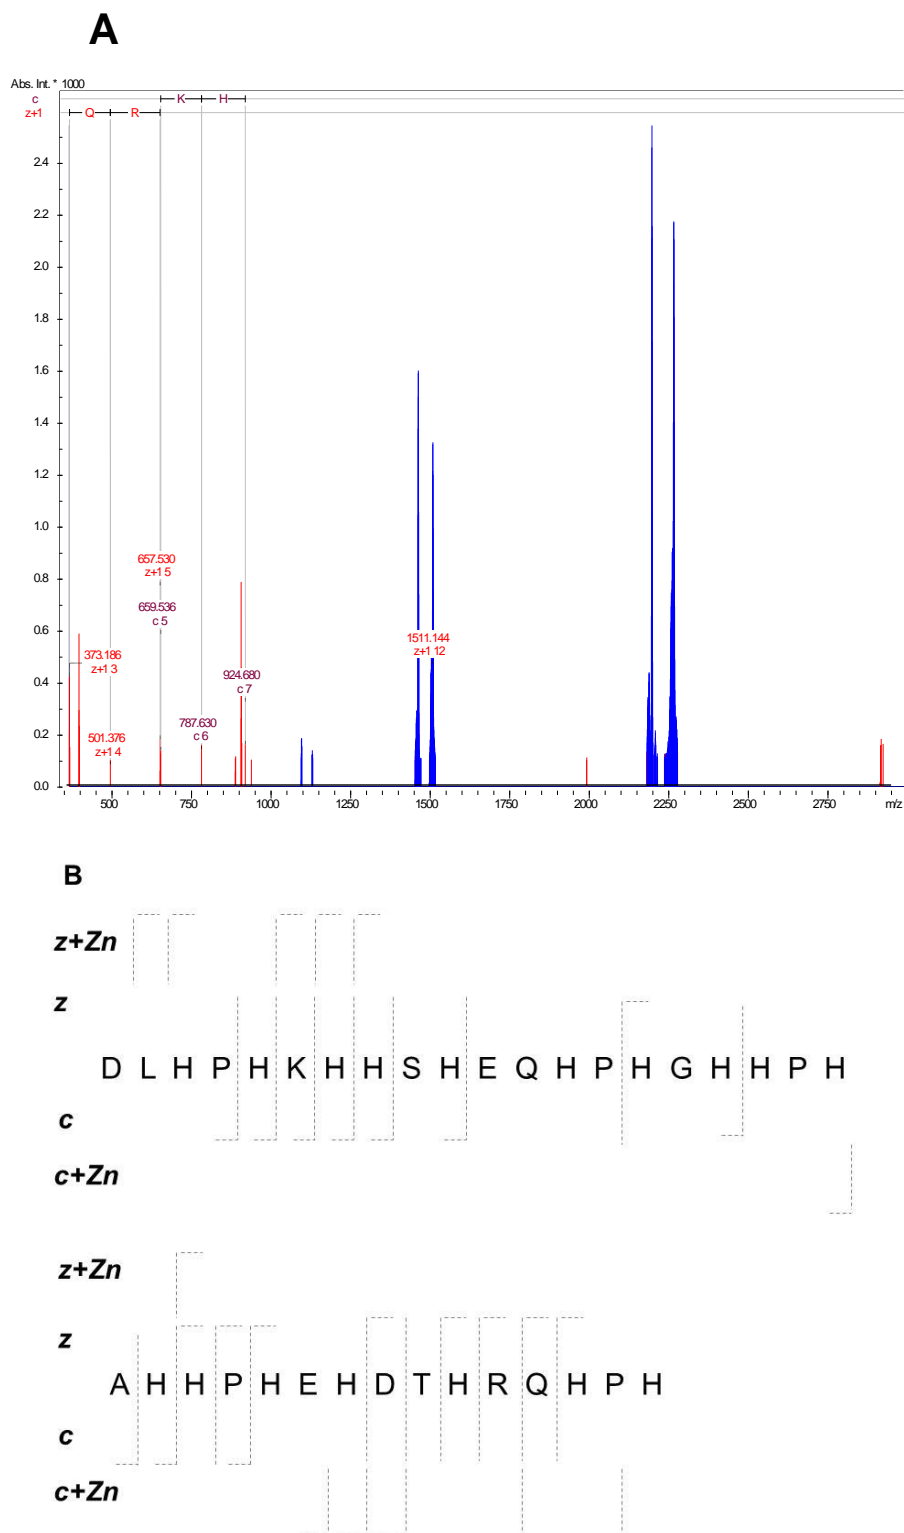 A
Abs. Int. * 1000
c K H
z+1 Q R
2.4
2.2
2.0
1.8
1.6
1.4
1.2
1.0
0.8
0.6
0.4
0.2
0.0
657.530
z+1 5
659.536
c 5
373.186
z+1 3
501.376
z+1 4
787.630
c 6
924.680
c 7
1511.144
z+1 12
500 750 1000 1250 1500 1750 2000 2250 2500 2750 m/z
B
z+Zn
z
D L H P H K H H S H E Q H P H G H H P H
c
c+Zn
z+Zn
z
A H H P H E H D T H R Q H P H
c
c+Zn